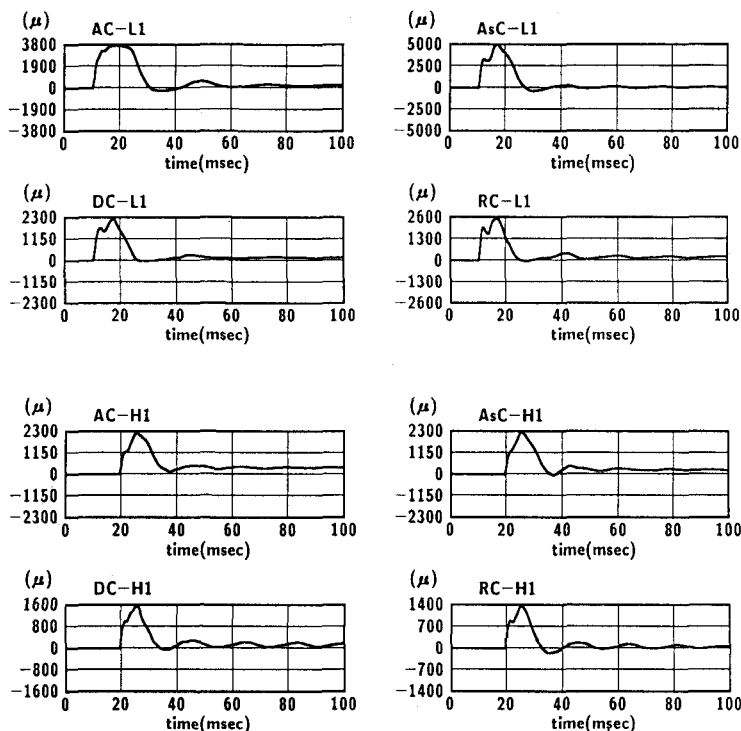 (μ) AC−L1
3800
1900
0
−1900
−3800
0 20 40 60 80 100
time(msec)
(μ) AsC−L1
5000
2500
0
−2500
−5000
0 20 40 60 80 100
time(msec)
(μ) DC−L1
2300
1150
0
−1150
−2300
0 20 40 60 80 100
time(msec)
(μ) RC−L1
2600
1300
0
−1300
−2600
0 20 40 60 80 100
time(msec)
(μ) AC−H1
2300
1150
0
−1150
−2300
0 20 40 60 80 100
time(msec)
(μ) AsC−H1
2300
1150
0
−1150
−2300
0 20 40 60 80 100
time(msec)
(μ) DC−H1
1600
800
0
−800
−1600
0 20 40 60 80 100
time(msec)
(μ) RC−H1
1400
700
0
−700
−1400
0 20 40 60 80 100
time(msec)